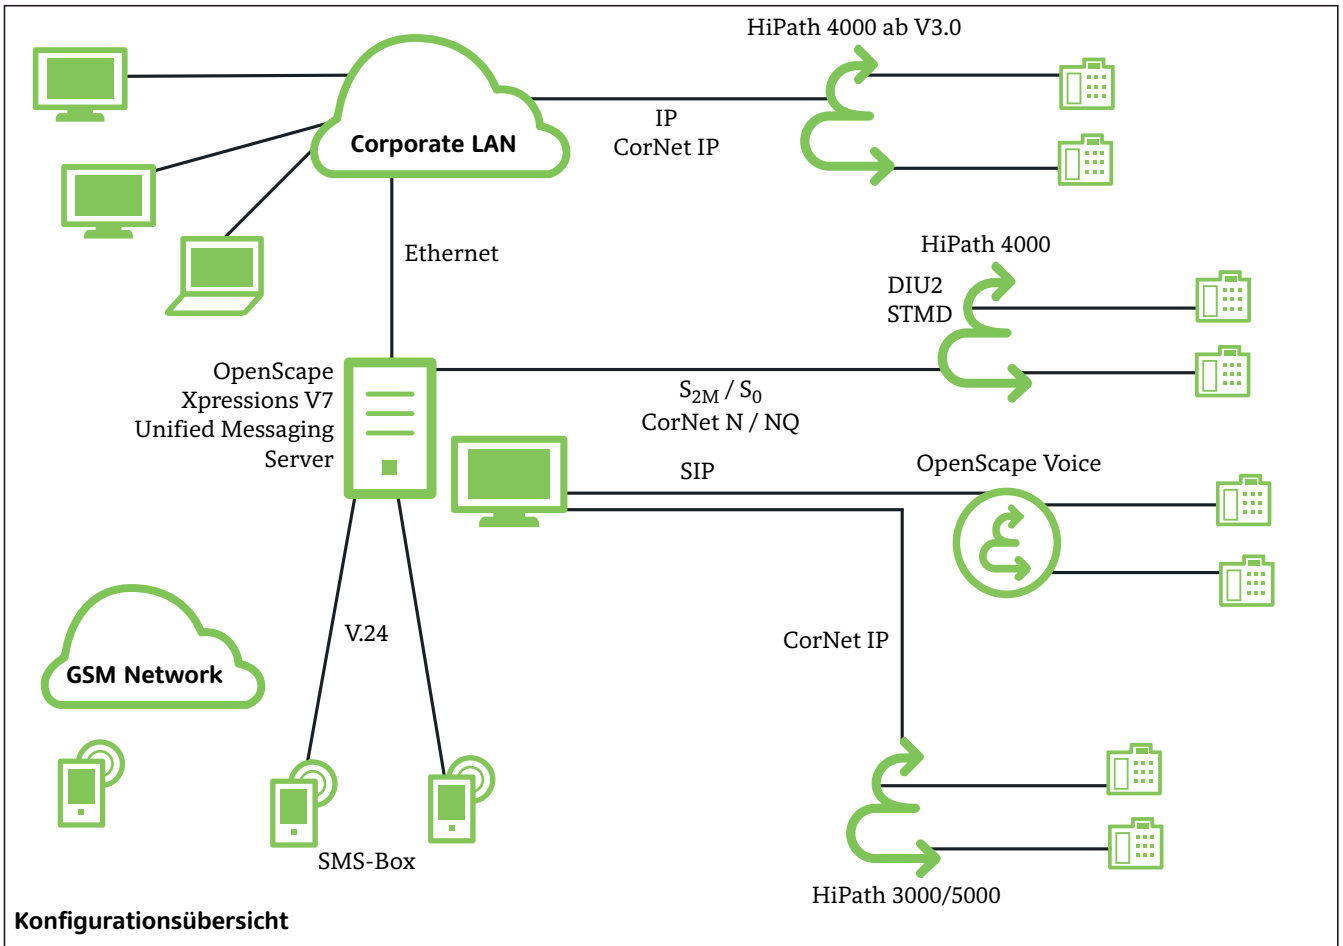 HiPath 4000 ab V3.0
IP
CorNet IP
Corporate LAN
Ethernet
HiPath 4000
DIU2
STMD
OpenScape
Xpressions V7
Unified Messaging
Server
S2M / S0
CorNet N / NQ
SIP
OpenScape Voice
V.24
CorNet IP
GSM Network
SMS-Box
HiPath 3000/5000
Konfigurationsübersicht